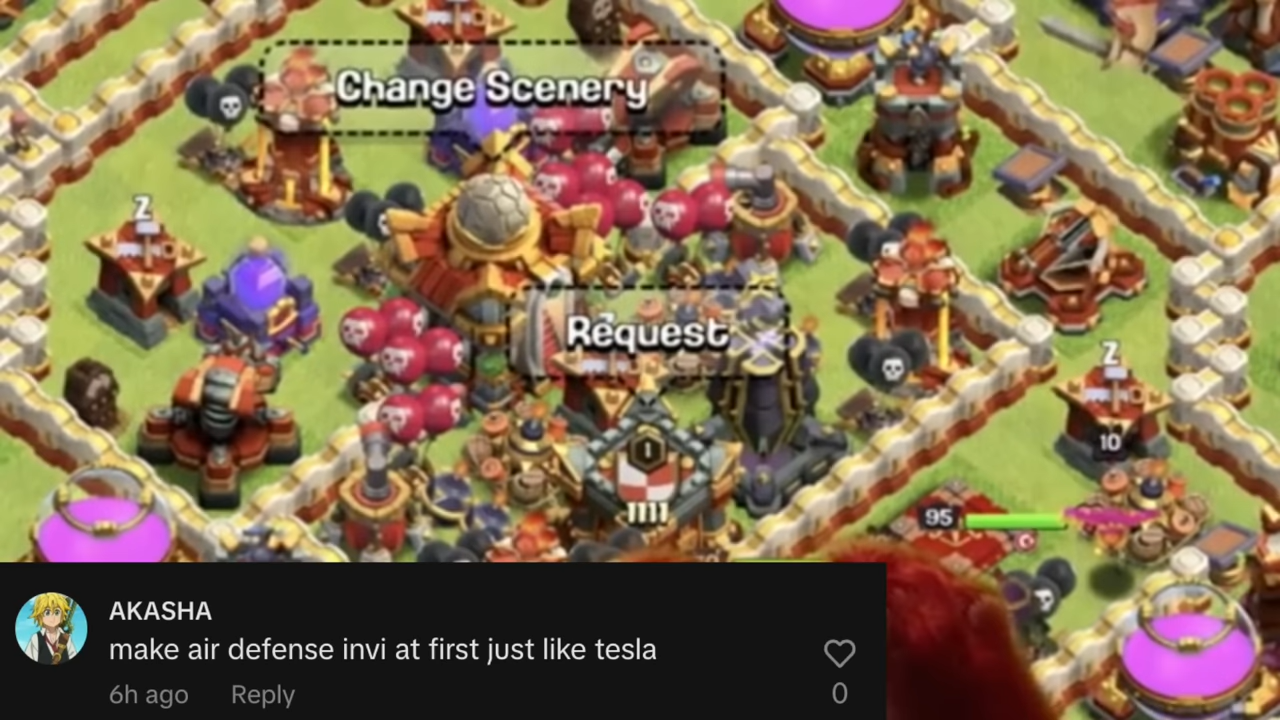 Change Scenery
Z
Request
Z
10
1111
95
AKASHA
make air defense invi at first just like tesla
6h ago Reply
0